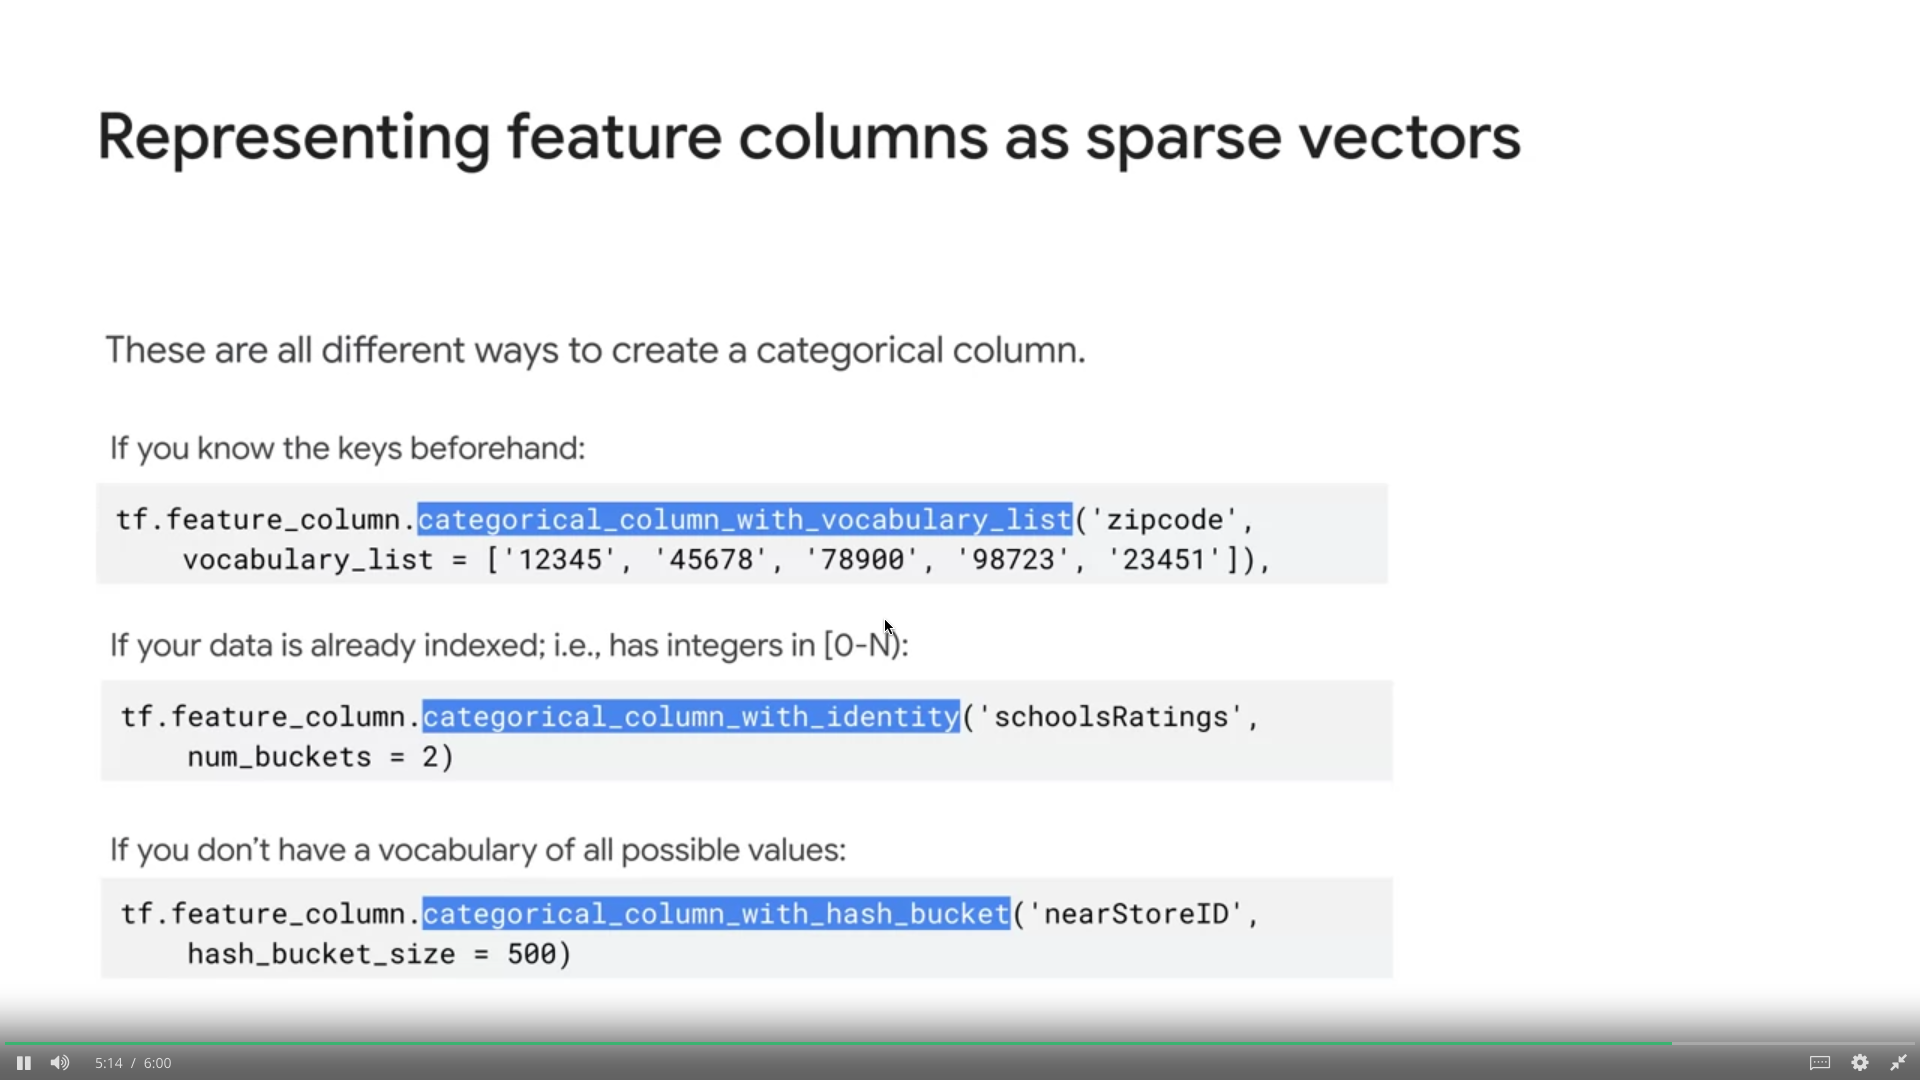 Representing feature columns as sparse vectors
These are all different ways to create a categorical column.
If you know the keys beforehand:
tf.feature_column.categorical_column_with_vocabulary_list('zipcode',
    vocabulary_list = ['12345', '45678', '78900', '98723', '23451']),
If your data is already indexed; i.e., has integers in [0-N):
tf.feature_column.categorical_column_with_identity('schoolsRatings',
    num_buckets = 2)
If you don’t have a vocabulary of all possible values:
tf.feature_column.categorical_column_with_hash_bucket('nearStoreID',
    hash_bucket_size = 500)
5:14 / 6:00